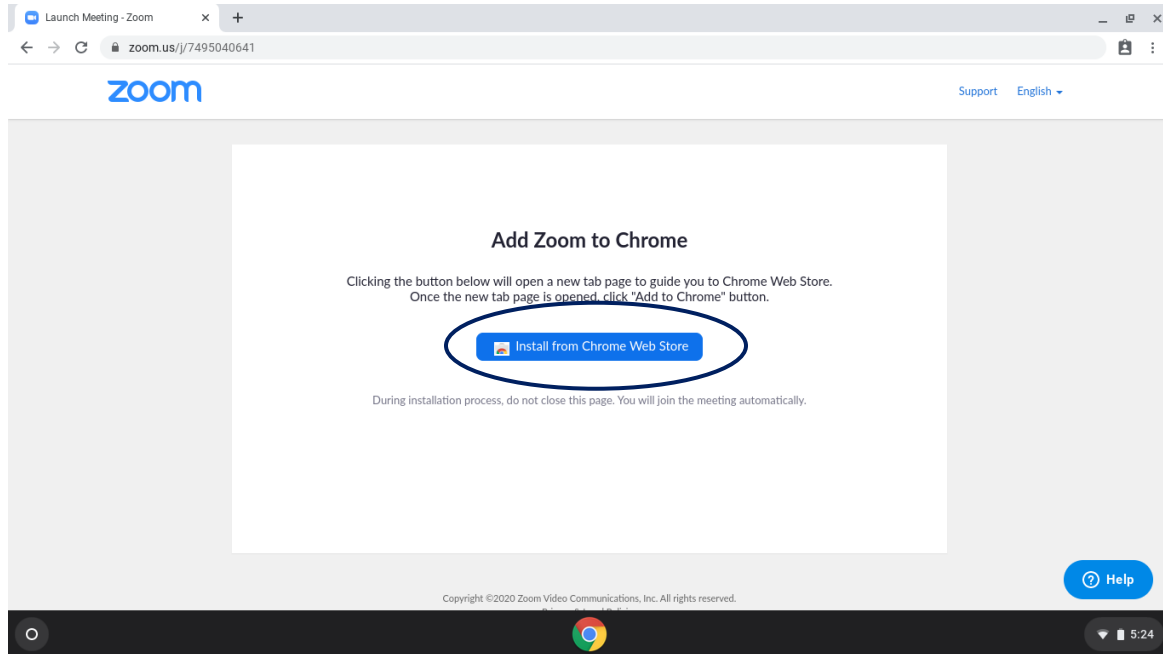 Launch Meeting - Zoom
zoom.us/j/7495040641
zoom
Support English
Add Zoom to Chrome
Clicking the button below will open a new tab page to guide you to Chrome Web Store.
Once the new tab page is opened, click "Add to Chrome" button.
Install from Chrome Web Store
During installation process, do not close this page. You will join the meeting automatically.
Help
Copyright ©2020 Zoom Video Communications, Inc. All rights reserved.
5:24